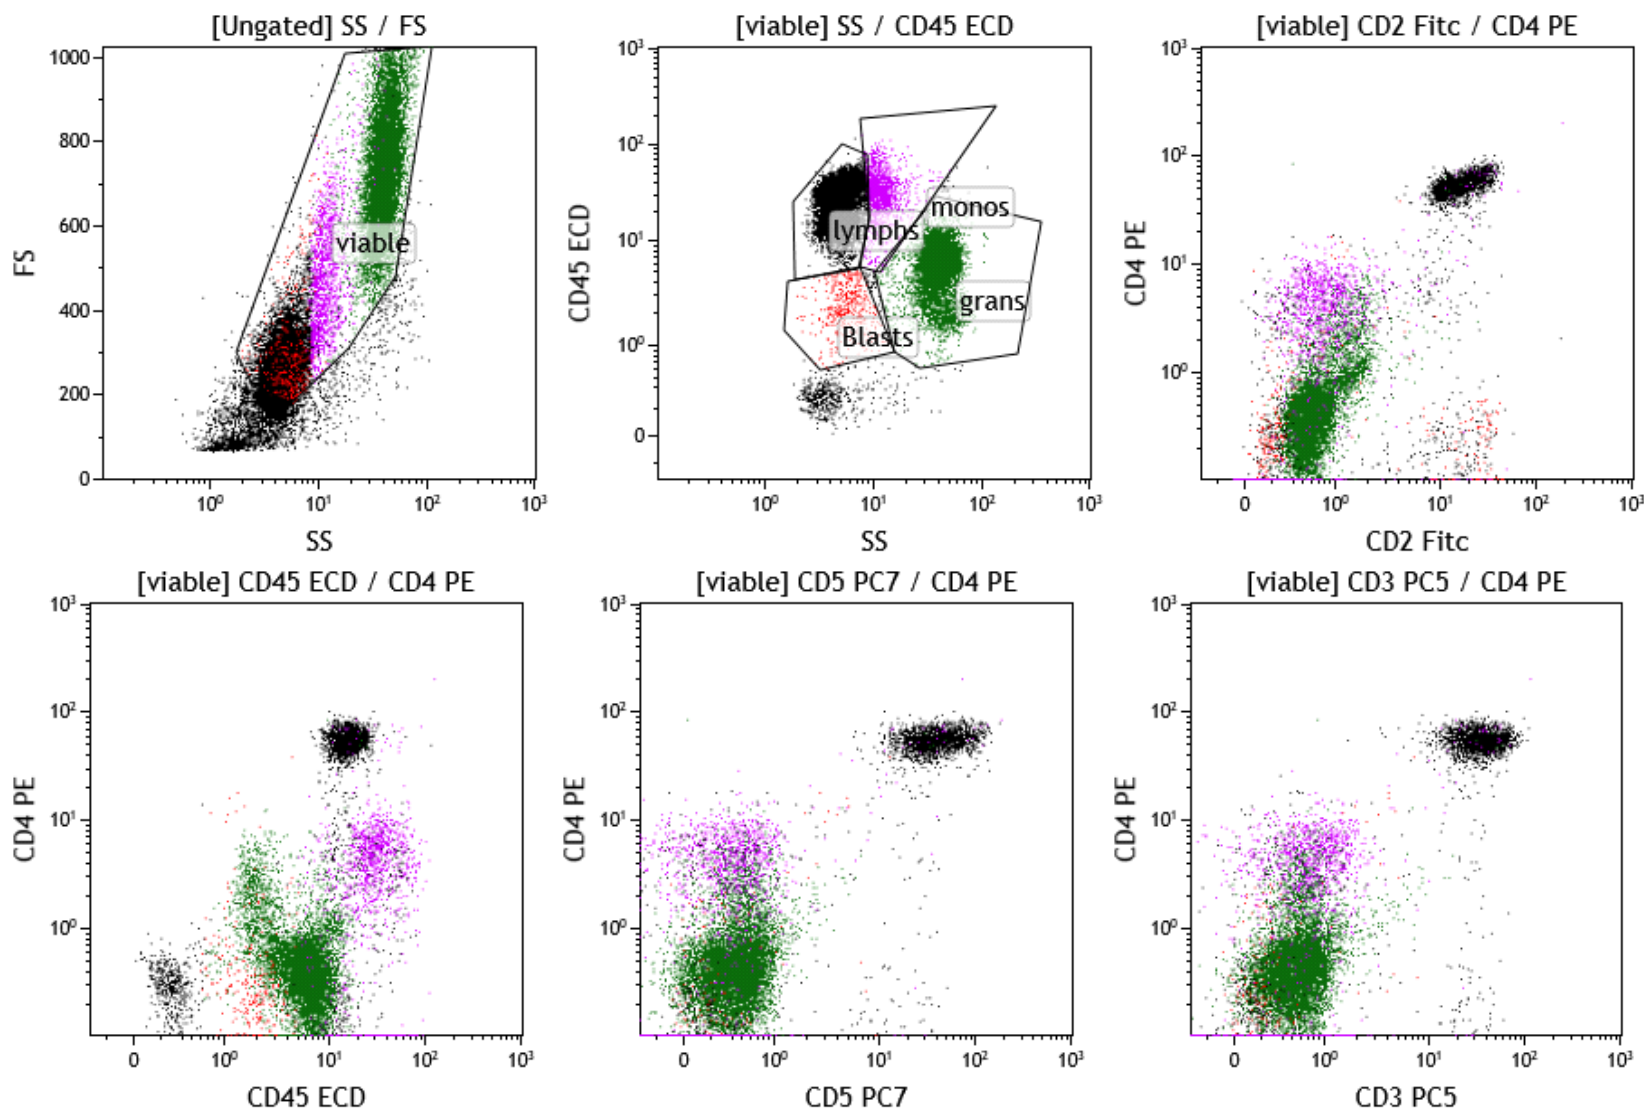 [Ungated] SS / FS
1000
800
600
400
200
0
FS
viable
10⁰
10¹
10²
10³
SS
[viable] SS / CD45 ECD
10³
10²
10¹
10⁰
0
CD45 ECD
monos
lymphs
grans
Blasts
10⁰
10¹
10²
10³
SS
[viable] CD2 Fitc / CD4 PE
10³
10²
10¹
10⁰
CD4 PE
0
10⁰
10¹
10²
10³
CD2 Fitc
[viable] CD45 ECD / CD4 PE
10³
10²
10¹
10⁰
CD4 PE
0
10⁰
10¹
10²
10³
CD45 ECD
[viable] CD5 PC7 / CD4 PE
10³
10²
10¹
10⁰
CD4 PE
0
10⁰
10¹
10²
10³
CD5 PC7
[viable] CD3 PC5 / CD4 PE
10³
10²
10¹
10⁰
CD4 PE
0
10⁰
10¹
10²
10³
CD3 PC5